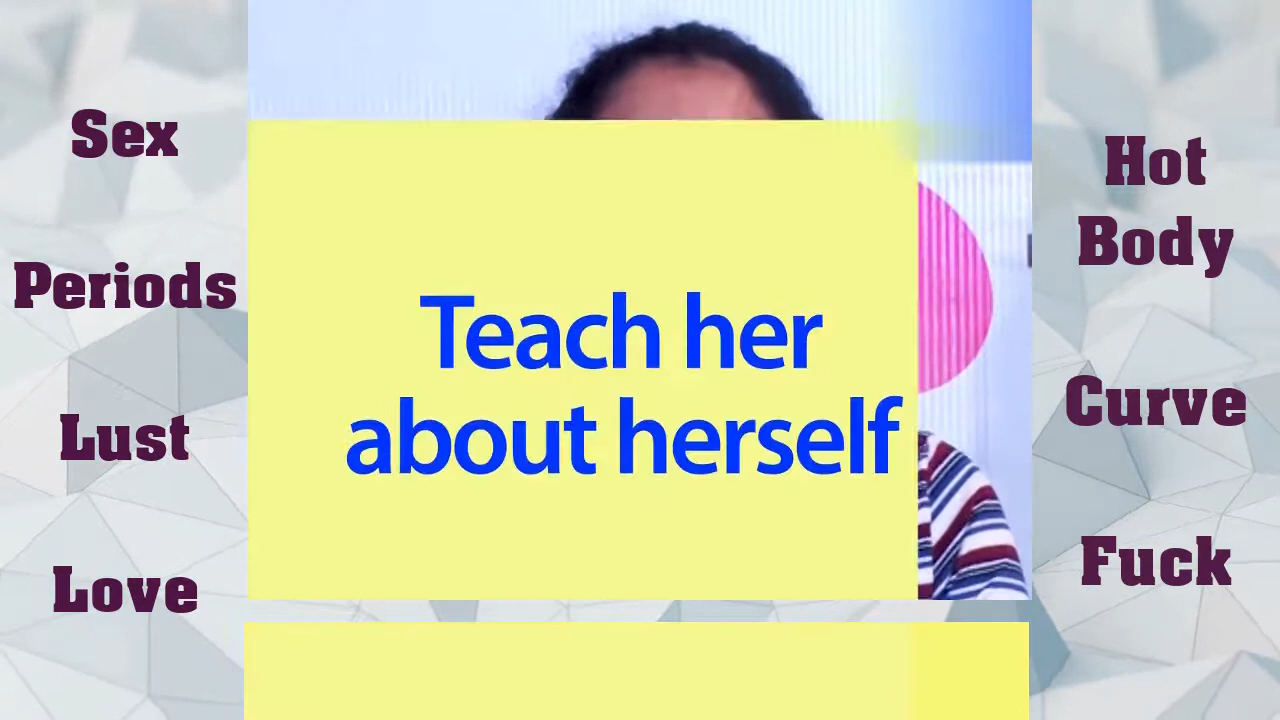 Sex
Periods
Lust
Love
Teach her
about herself
Hot
Body
Curve
Fuck